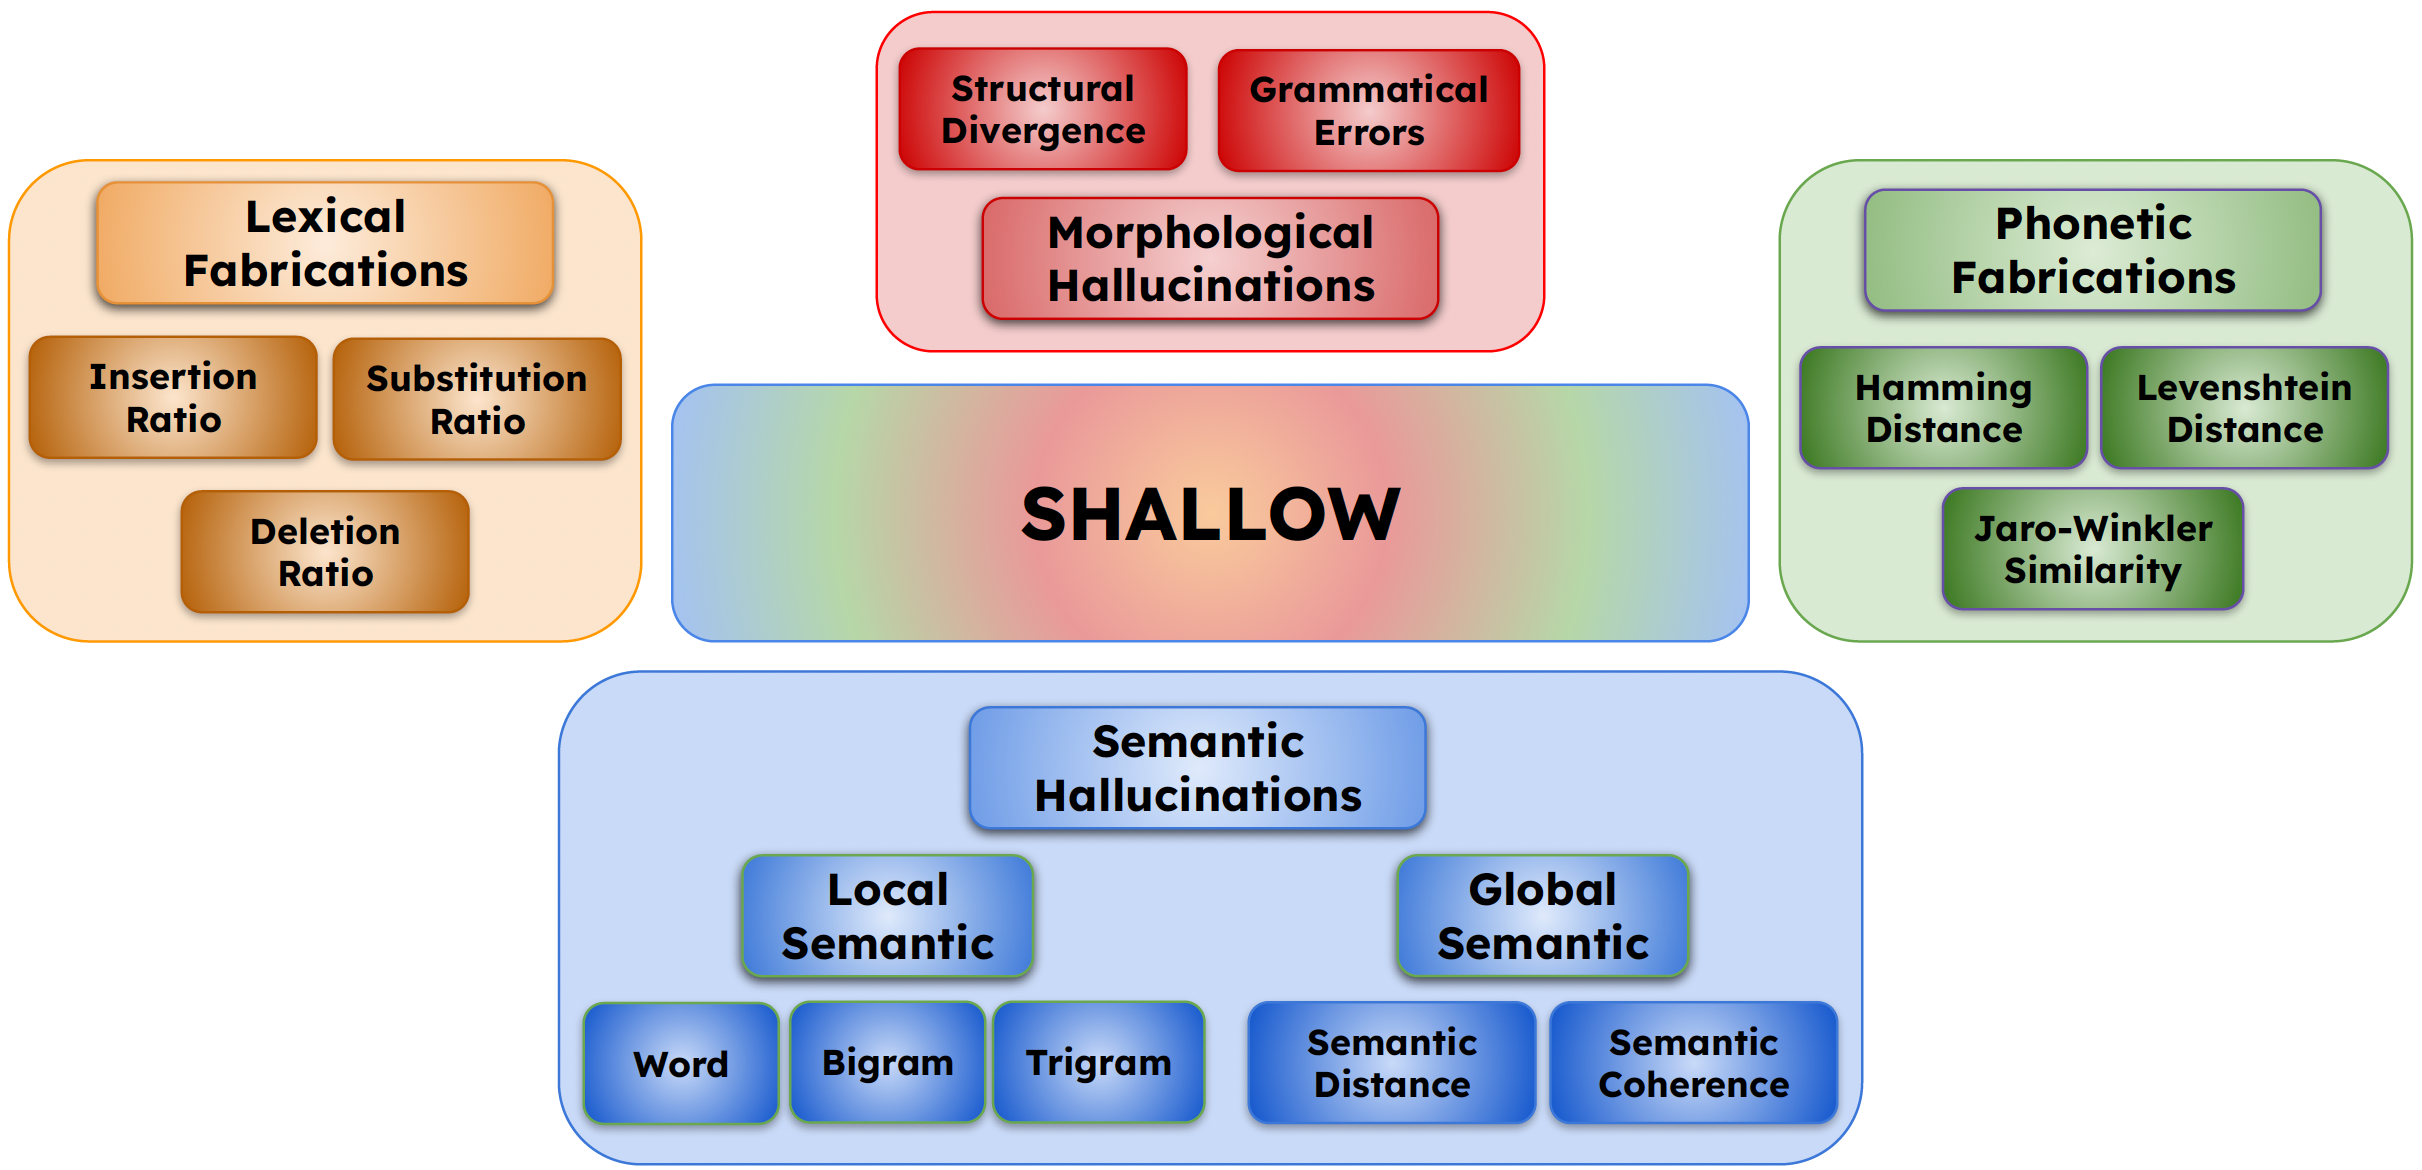 Structural
Divergence
Grammatical
Errors
Morphological
Hallucinations
Lexical
Fabrications
Insertion
Ratio
Substitution
Ratio
Deletion
Ratio
Phonetic
Fabrications
Hamming
Distance
Levenshtein
Distance
Jaro-Winkler
Similarity
SHALLOW
Semantic
Hallucinations
Local
Semantic
Global
Semantic
Word
Bigram
Trigram
Semantic
Distance
Semantic
Coherence